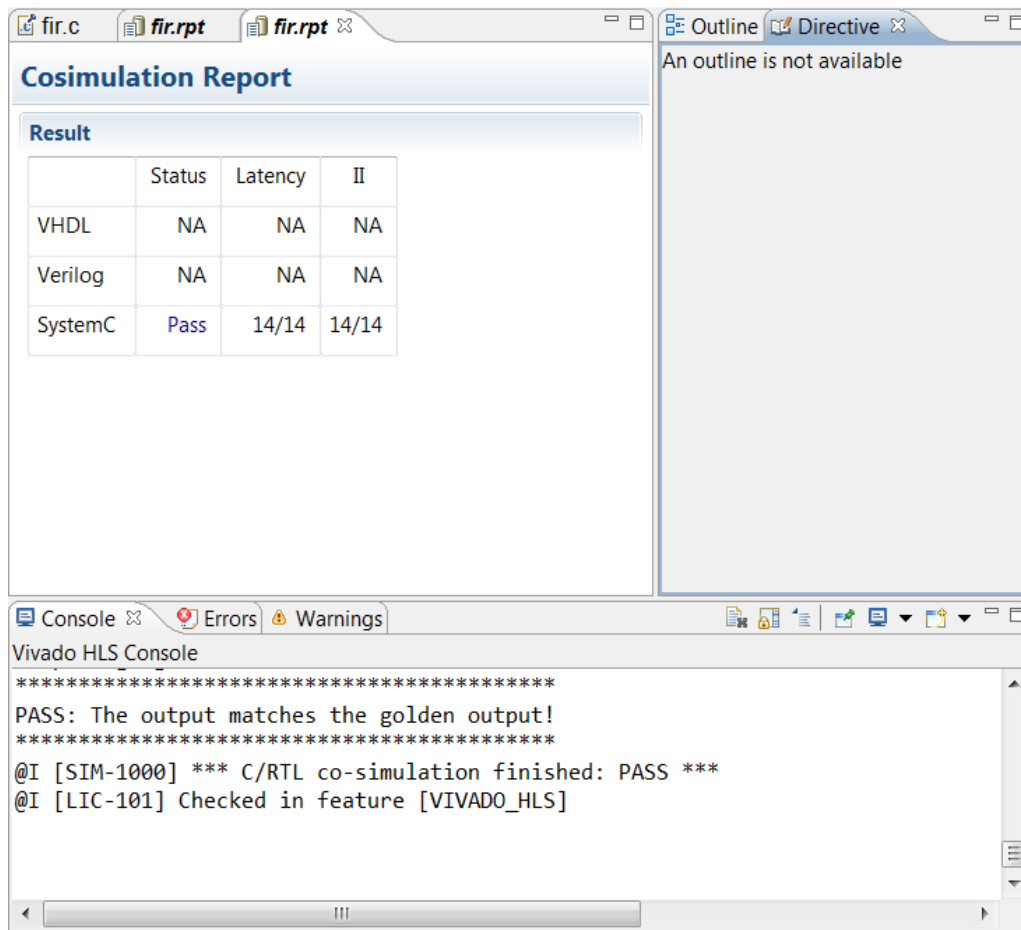 fir.c fir.rpt fir.rpt
Outline Directive
An outline is not available
Cosimulation Report
Result
Status Latency II
VHDL NA NA NA
Verilog NA NA NA
SystemC Pass 14/14 14/14
Console Errors Warnings
Vivado HLS Console
*******************************************
PASS: The output matches the golden output!
*******************************************
@I [SIM-1000] *** C/RTL co-simulation finished: PASS ***
@I [LIC-101] Checked in feature [VIVADO_HLS]